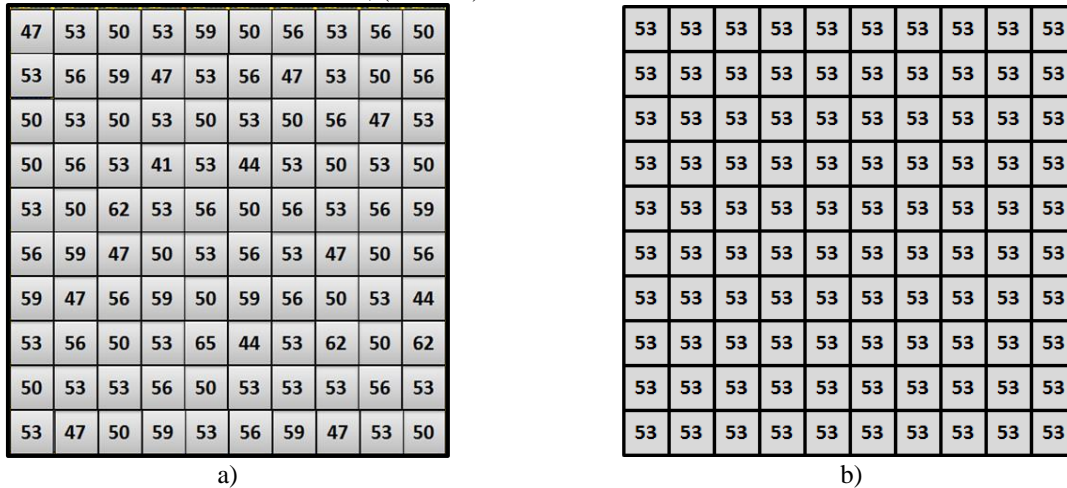 47 53 50 53 59 50 56 53 56 50 53 53 53 53 53 53 53 53 53 53
53 56 59 47 53 56 47 53 50 56 53 53 53 53 53 53 53 53 53 53
50 53 50 53 50 53 50 56 47 53 53 53 53 53 53 53 53 53 53 53
50 56 53 41 53 44 53 50 53 50 53 53 53 53 53 53 53 53 53 53
53 50 62 53 56 50 56 53 56 59 53 53 53 53 53 53 53 53 53 53
56 59 47 50 53 56 53 47 50 56 53 53 53 53 53 53 53 53 53 53
59 47 56 59 50 59 56 50 53 44 53 53 53 53 53 53 53 53 53 53
53 56 50 53 65 44 53 62 50 62 53 53 53 53 53 53 53 53 53 53
50 53 53 56 50 53 53 53 56 53 53 53 53 53 53 53 53 53 53 53
53 47 50 59 53 56 59 47 53 50 53 53 53 53 53 53 53 53 53 53
a) b)